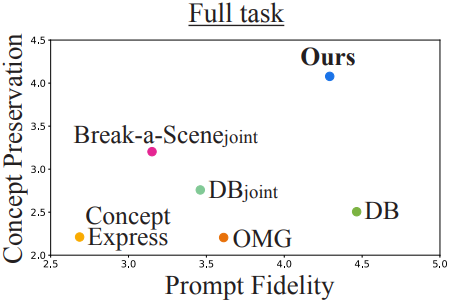 Full task
Concept Preservation
4.5
4.0
3.5
3.0
2.5
2.0
Ours
Break-a-Scenejoint
DBjoint
DB
Concept
Express
OMG
2.5
3.0
3.5
4.0
4.5
5.0
Prompt Fidelity